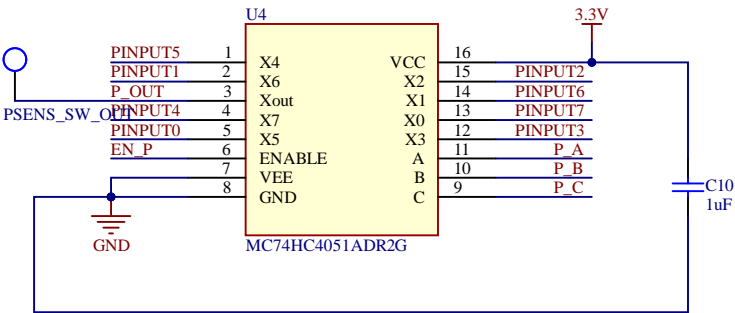 U4
3.3V
PINPUT5 1 X4 VCC 16
PINPUT1 2 X6 X2 15 PINPUT2
P_OUT 3 Xout X1 14 PINPUT6
PSENS_SW_OUT
PINPUT4 4 X7 X0 13 PINPUT7
PINPUT0 5 X5 X3 12 PINPUT3
EN_P 6 ENABLE A 11 P_A
7 VEE B 10 P_B
8 GND C 9 P_C
C10
1uF
GND
MC74HC4051ADR2G